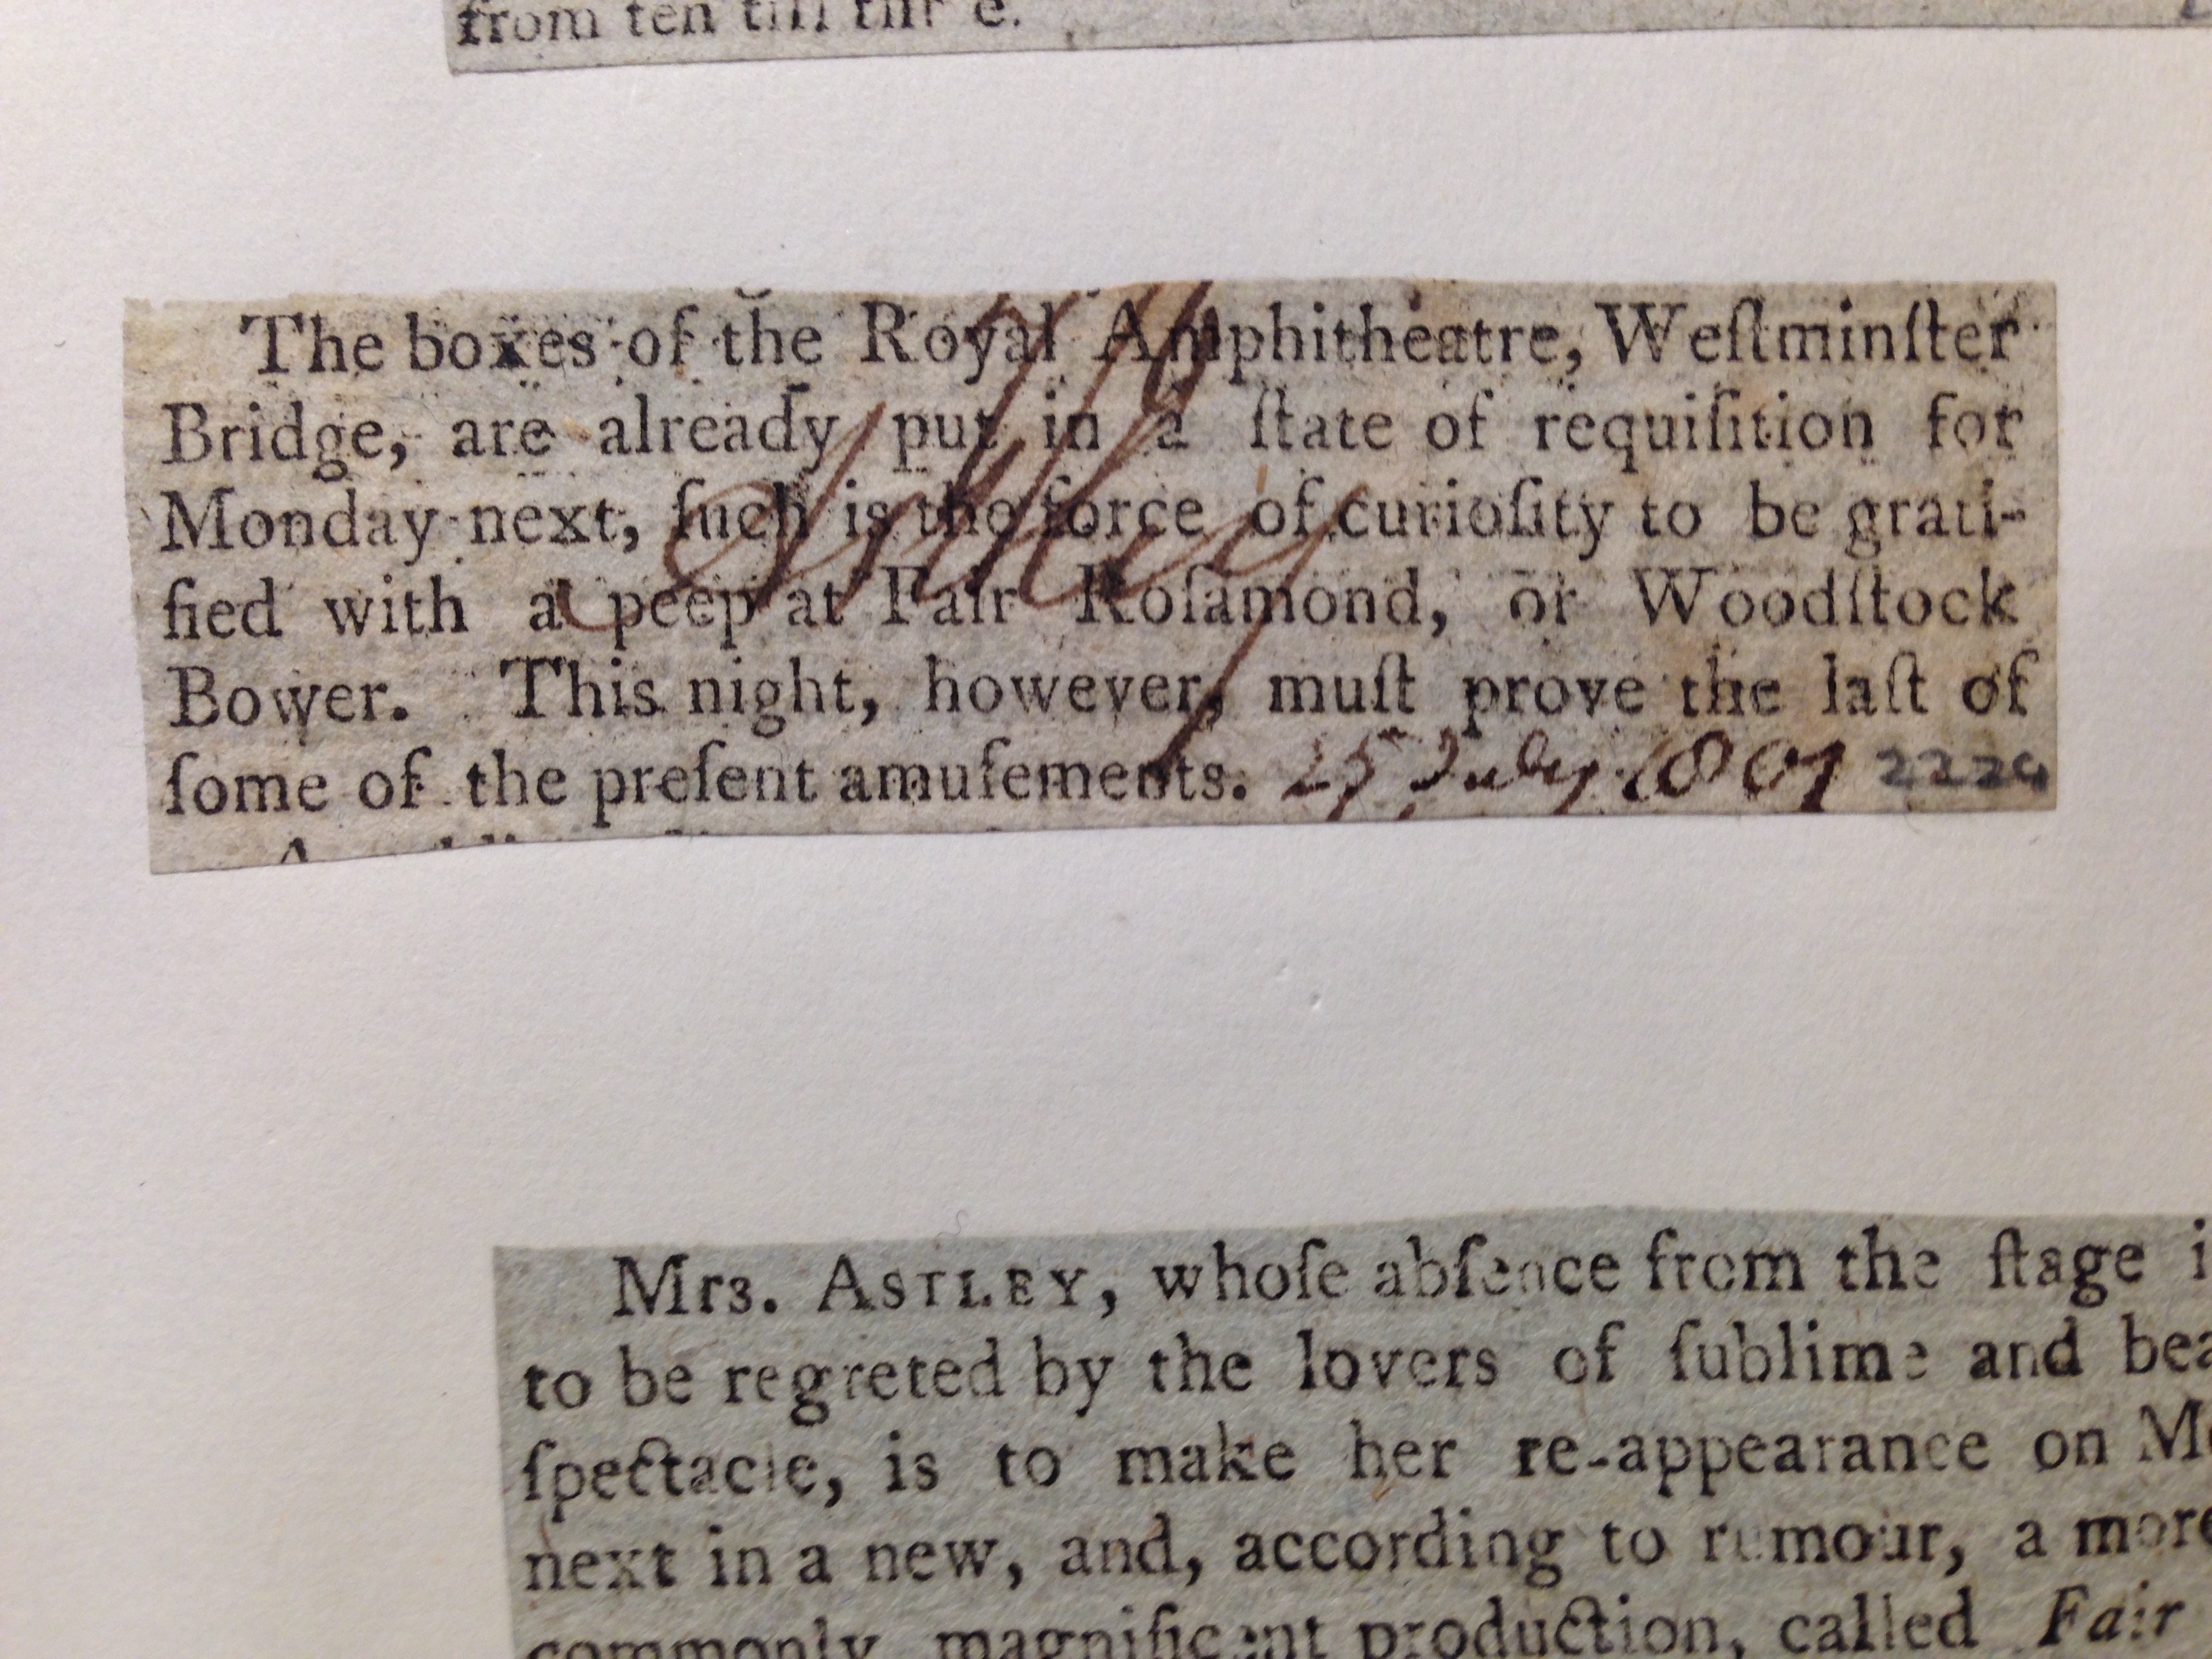 from ten till thr e.
The boxes of the Royal Amphitheatre, Weſtminſter
Bridge, are already put in a ſtate of requiſition for
Monday next, ſuch is the force of curioſity to be grati-
fied with a peep at Fair Roſamond, or Woodſtock
Bower. This night, however, muſt prove the laſt of
ſome of the preſent amuſements. 25 July 1801 2224
Astley
Mrs. ASTLEY, whoſe abſence from the ſtage i
to be regreted by the lovers of ſublime and bea
ſpectacle, is to make her re-appearance on M
next in a new, and, according to rumour, a more
commonly magnificent production, called Fair